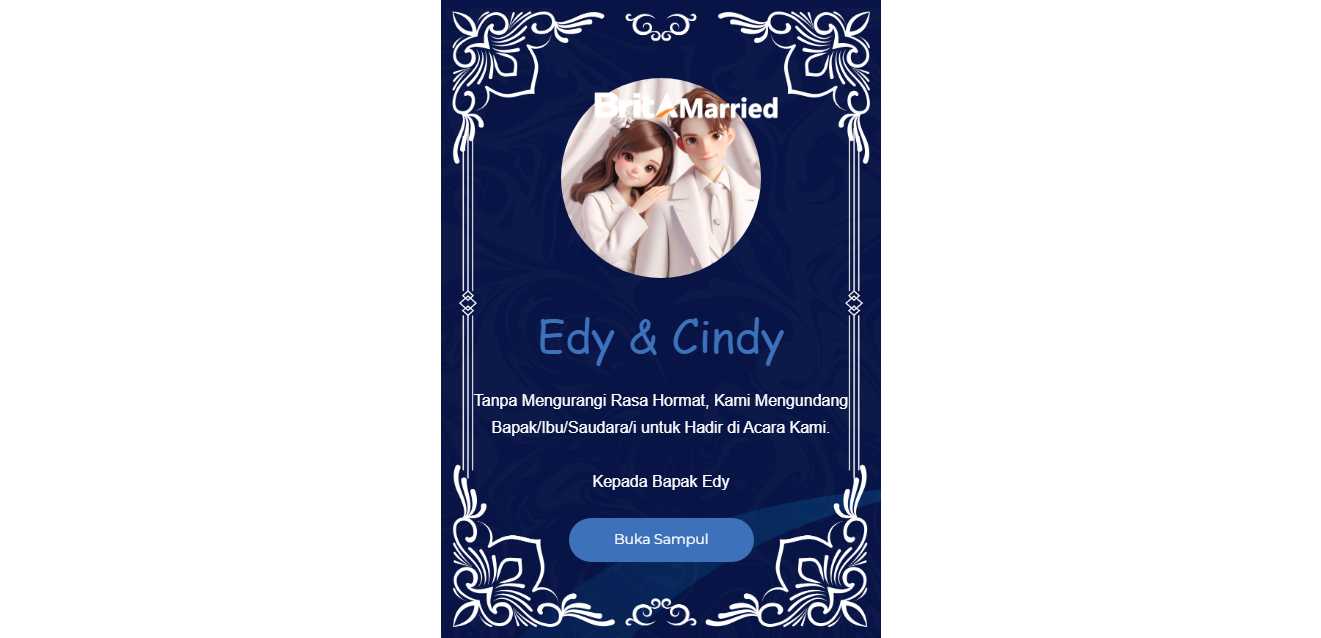 BritAMarried
Edy & Cindy
Tanpa Mengurangi Rasa Hormat, Kami Mengundang
Bapak/Ibu/Saudara/i untuk Hadir di Acara Kami.
Kepada Bapak Edy
Buka Sampul